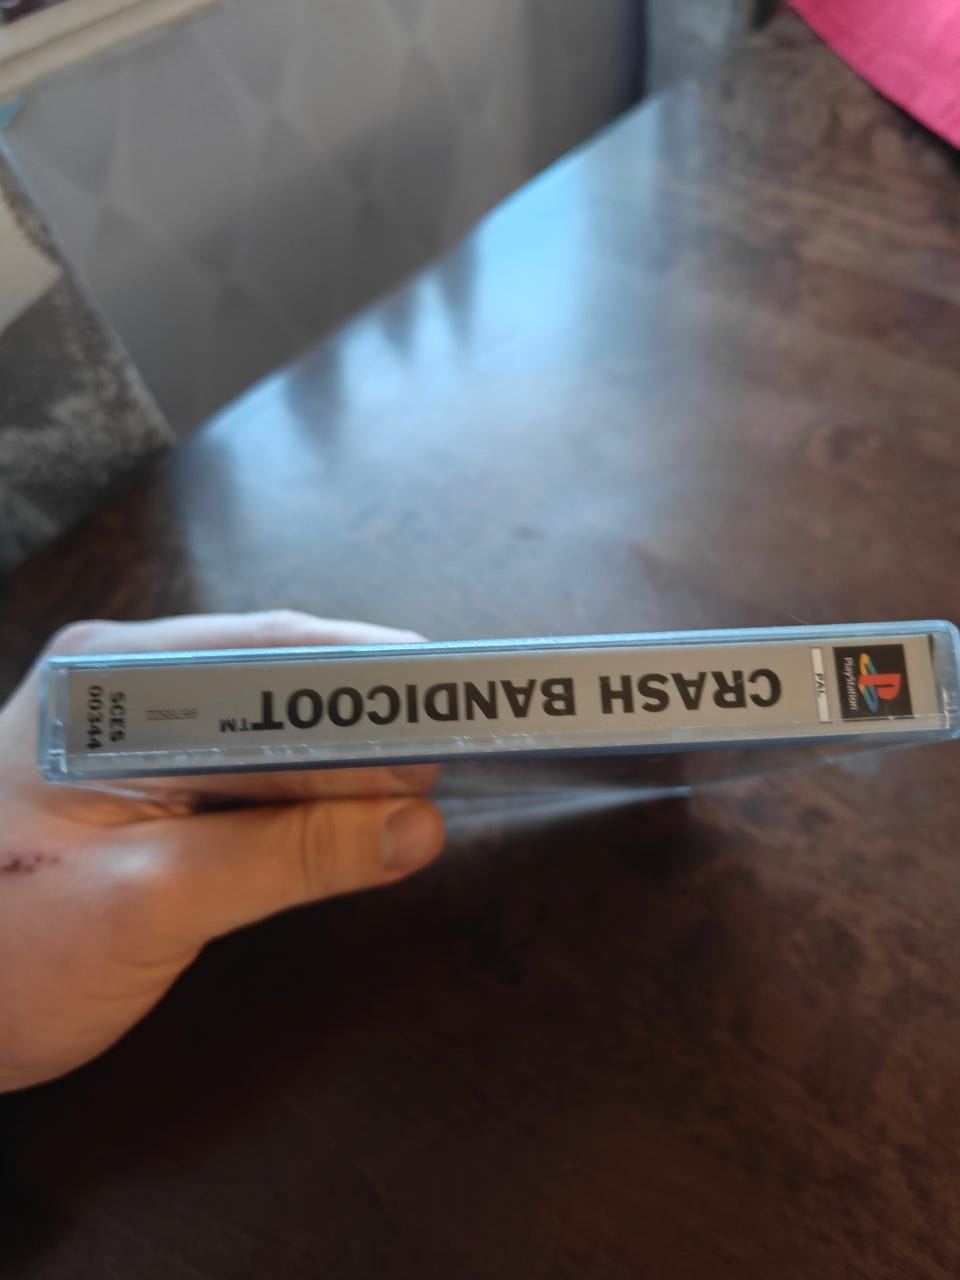 PlayStation
PAL
CRASH BANDICOOT™
SCES
00344